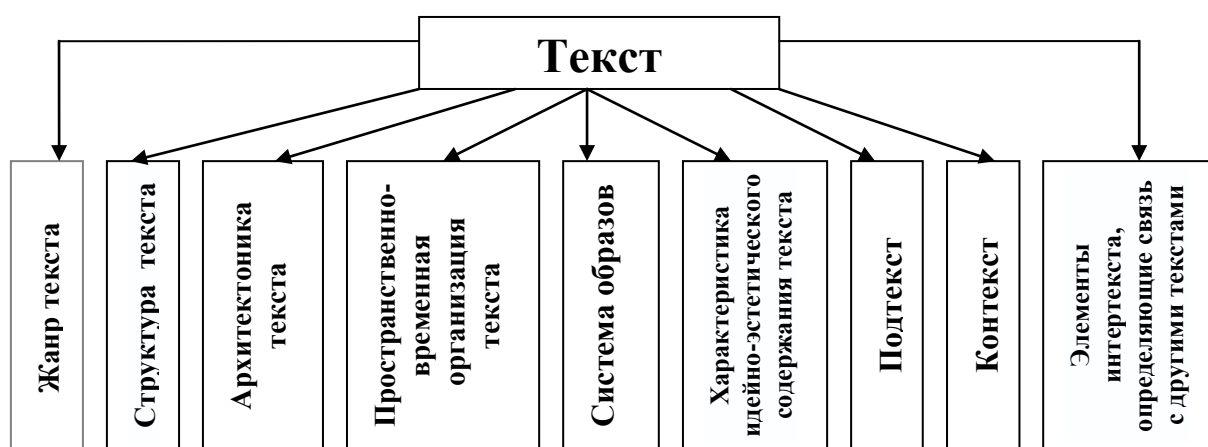 Текст
Жанр текста
Структура текста
Архитектоника
текста
Пространственно-
временная
организация
текста
Система образов
Характеристика
идейно-эстетического
содержания текста
Подтекст
Контекст
Элементы
интертекста,
определяющие связь
с другими текстами